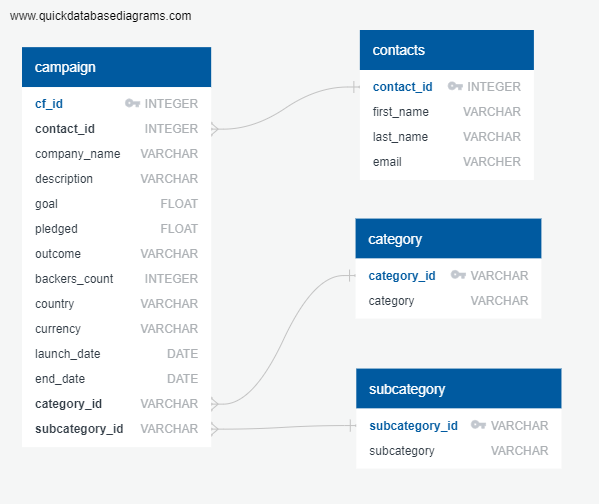 www.quickdatabasediagrams.com
campaign
cf_id INTEGER
contact_id INTEGER
company_name VARCHAR
description VARCHAR
goal FLOAT
pledged FLOAT
outcome VARCHAR
backers_count INTEGER
country VARCHAR
currency VARCHAR
launch_date DATE
end_date DATE
category_id VARCHAR
subcategory_id VARCHAR
contacts
contact_id INTEGER
first_name VARCHAR
last_name VARCHAR
email VARCHER
category
category_id VARCHAR
category VARCHAR
subcategory
subcategory_id VARCHAR
subcategory VARCHAR